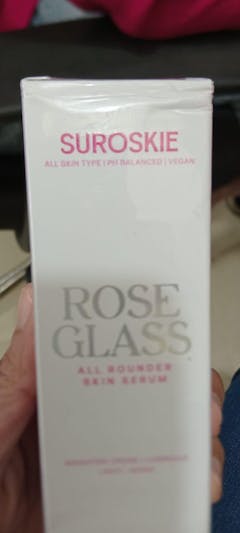 SUROSKIE
ALL SKIN TYPE | PH BALANCED | VEGAN
ROSE
GLASS
ALL ROUNDER
SKIN SERUM